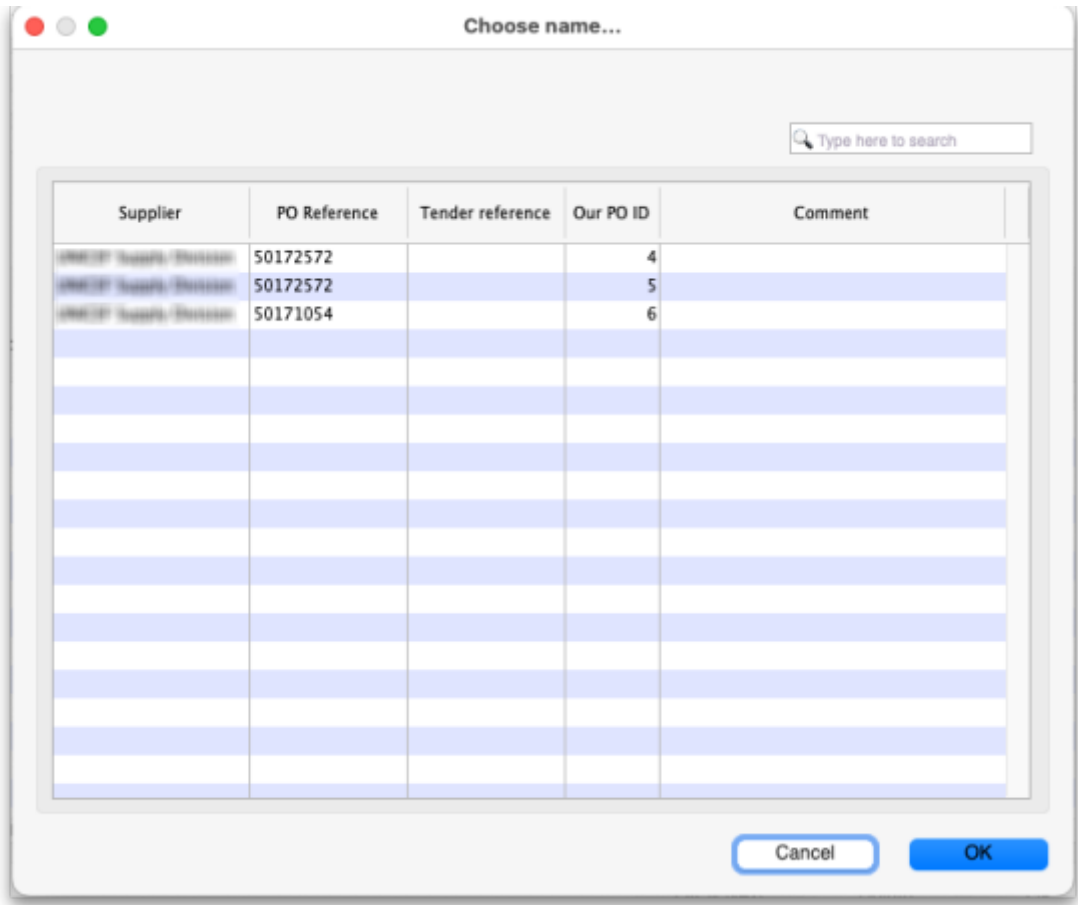 Choose name...
Type here to search
Supplier PO Reference Tender reference Our PO ID Comment
50172572 4
50172572 5
50171054 6
Cancel OK